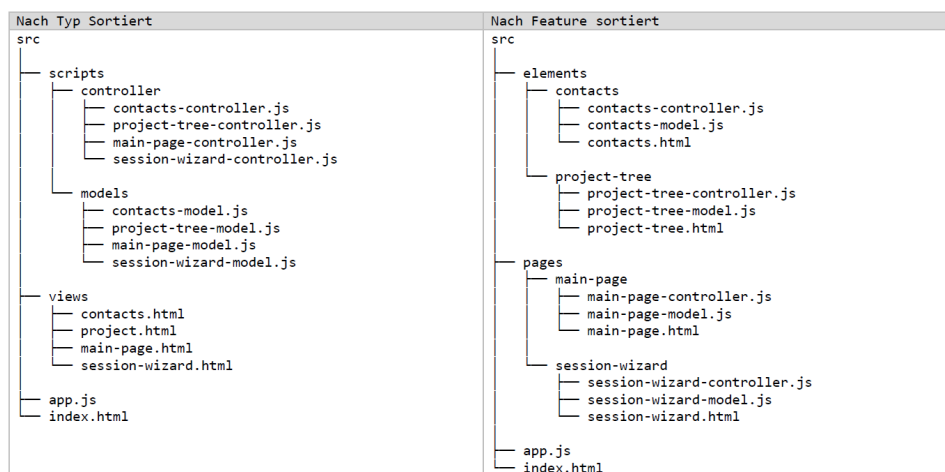 Nach Typ Sortiert
src
├── scripts
│   ├── controller
│   │   ├── contacts-controller.js
│   │   ├── project-tree-controller.js
│   │   ├── main-page-controller.js
│   │   └── session-wizard-controller.js
│   └── models
│       ├── contacts-model.js
│       ├── project-tree-model.js
│       ├── main-page-model.js
│       └── session-wizard-model.js
├── views
│   ├── contacts.html
│   ├── project.html
│   ├── main-page.html
│   └── session-wizard.html
├── app.js
└── index.html
Nach Feature sortiert
src
├── elements
│   ├── contacts
│   │   ├── contacts-controller.js
│   │   ├── contacts-model.js
│   │   └── contacts.html
│   └── project-tree
│       ├── project-tree-controller.js
│       ├── project-tree-model.js
│       └── project-tree.html
├── pages
│   ├── main-page
│   │   ├── main-page-controller.js
│   │   ├── main-page-model.js
│   │   └── main-page.html
│   └── session-wizard
│       ├── session-wizard-controller.js
│       ├── session-wizard-model.js
│       └── session-wizard.html
├── app.js
└── index.html